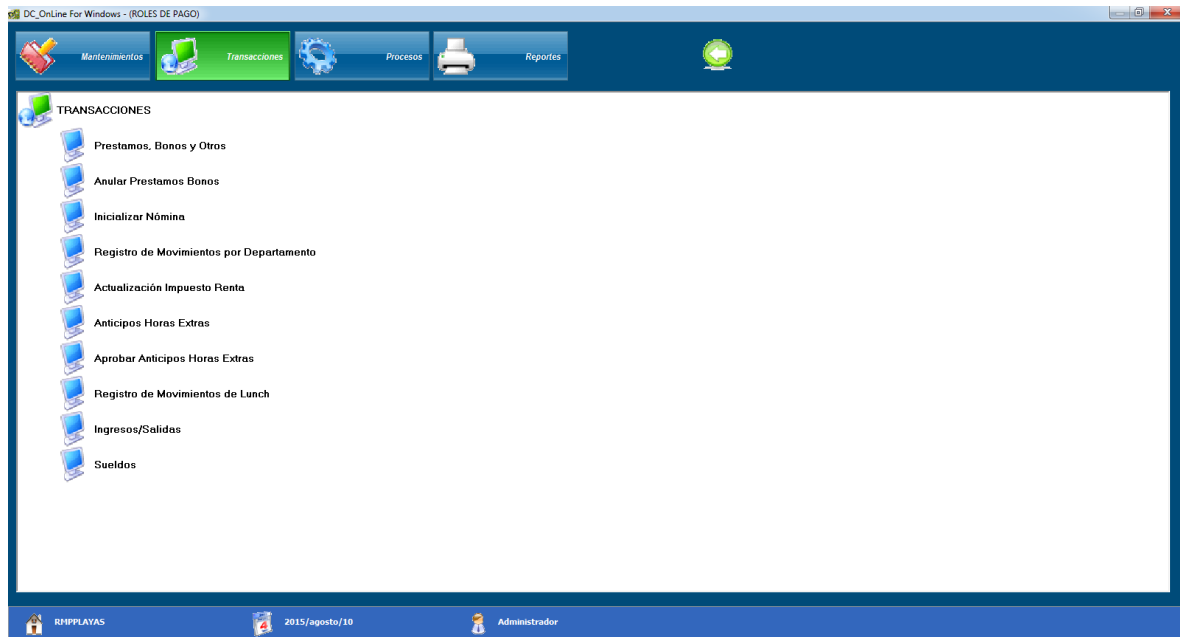 DC_OnLine For Windows - (ROLES DE PAGO)
Mantenimientos
Transacciones
Procesos
Reportes
TRANSACCIONES
Prestamos, Bonos y Otros
Anular Prestamos Bonos
Inicializar Nómina
Registro de Movimientos por Departamento
Actualización Impuesto Renta
Anticipos Horas Extras
Aprobar Anticipos Horas Extras
Registro de Movimientos de Lunch
Ingresos/Salidas
Sueldos
RMPPLAYAS
4
2015/agosto/10
Administrador